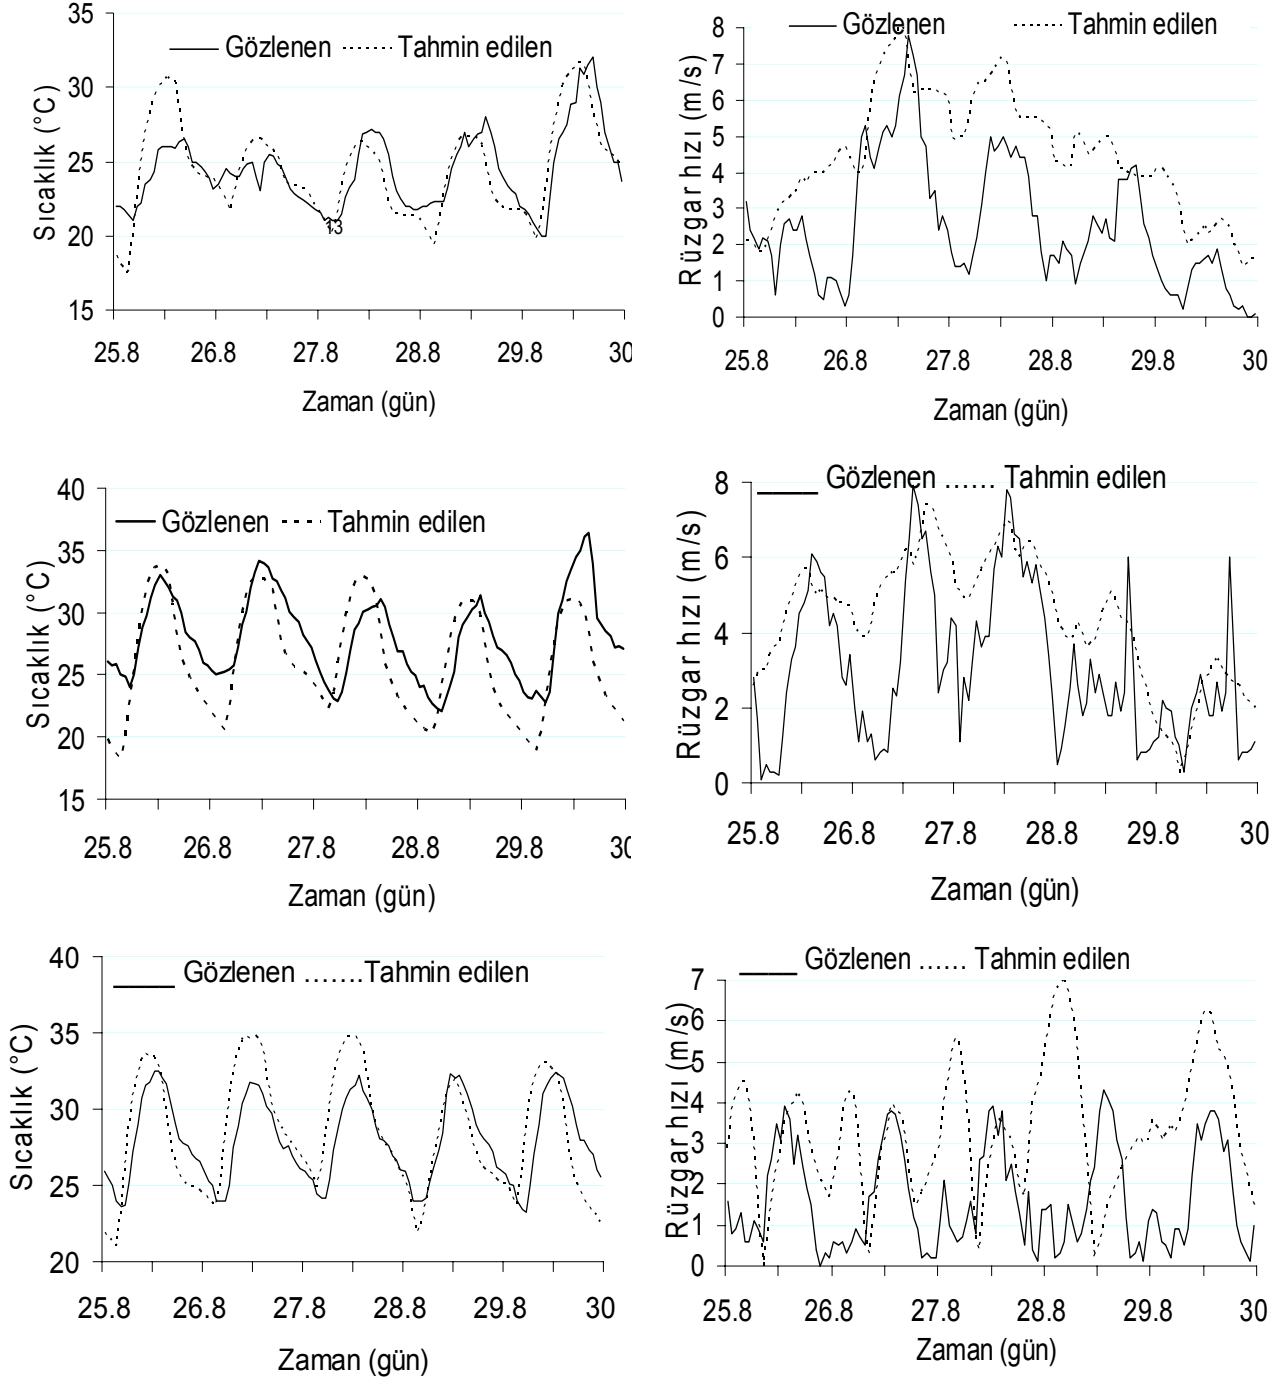 35
30
25
20
15
Sıcaklık (°C)
Gözlenen Tahmin edilen
13
25.8 26.8 27.8 28.8 29.8 30
Zaman (gün)
8
7
6
5
4
3
2
1
0
Rüzgar hızı (m/s)
Gözlenen Tahmin edilen
25.8 26.8 27.8 28.8 29.8 30
Zaman (gün)
40
35
30
25
20
15
Sıcaklık (°C)
Gözlenen Tahmin edilen
25.8 26.8 27.8 28.8 29.8 30
Zaman (gün)
8
6
4
2
0
Rüzgar hızı (m/s)
Gözlenen ...... Tahmin edilen
25.8 26.8 27.8 28.8 29.8 30
Zaman (gün)
40
35
30
25
20
Sıcaklık (°C)
Gözlenen .......Tahmin edilen
25.8 26.8 27.8 28.8 29.8 30
Zaman (gün)
7
6
5
4
3
2
1
0
Rüzgar hızı (m/s)
Gözlenen ...... Tahmin edilen
25.8 26.8 27.8 28.8 29.8 30
Zaman (gün)